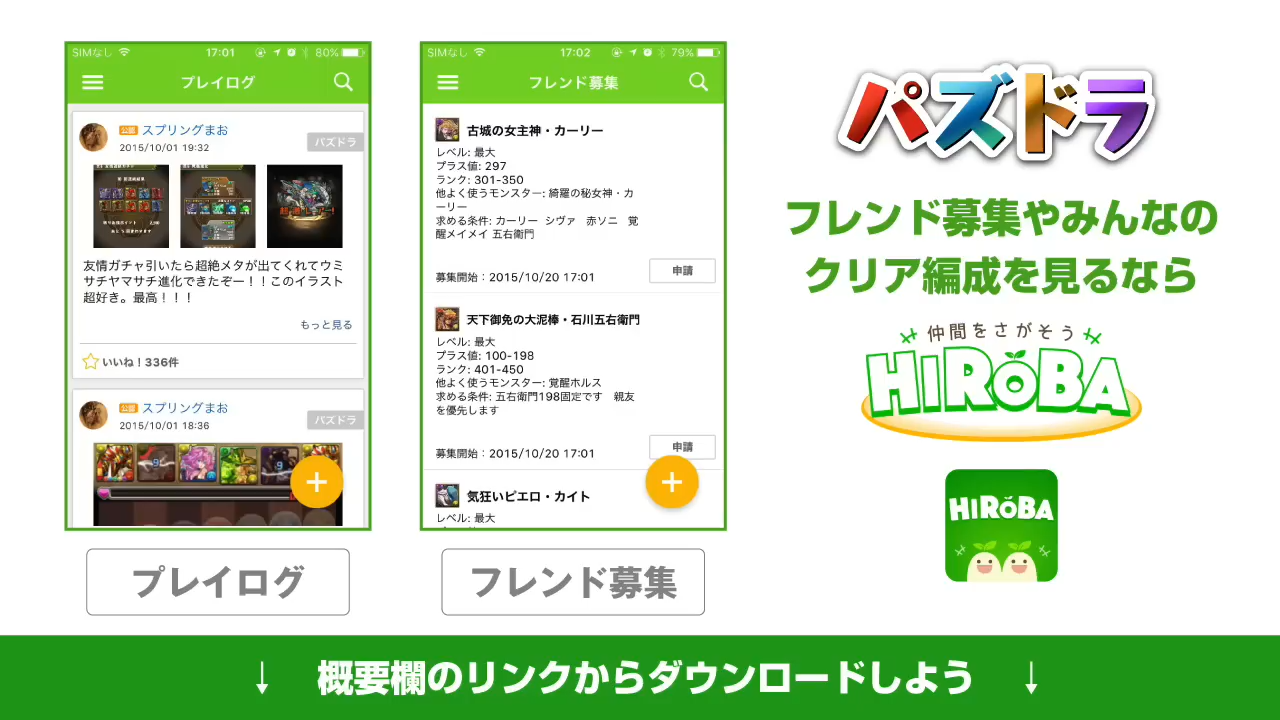 SIMなし 17:01 80%
プレイログ
公認 スプリングまお
2015/10/01 19:32
パズドラ
友情ガチャ引いたら超絶メタが出てくれてウミ
サチヤマサチ進化できたぞー！！このイラスト
超好き。最高！！！
もっと見る
いいね！336件
公認 スプリングまお
2015/10/01 18:36
パズドラ
+
プレイログ
SIMなし 17:02 79%
フレンド募集
古城の女主神・カーリー
レベル: 最大
プラス値: 297
ランク: 301-350
他よく使うモンスター: 綺羅の秘女神・カ
ーリー
求める条件: カーリー シヴァ 赤ソニ 覚
醒メイメイ 五右衛門
募集開始：2015/10/20 17:01
申請
天下御免の大泥棒・石川五右衛門
レベル: 最大
プラス値: 100-198
ランク: 401-450
他よく使うモンスター: 覚醒ホルス
求める条件: 五右衛門198固定です 親友
を優先します
募集開始：2015/10/20 17:01
申請
気狂いピエロ・カイト
レベル: 最大
+
フレンド募集
パズドラ
フレンド募集やみんなの
クリア編成を見るなら
仲間をさがそう
HIROBA
HIROBA
↓ 概要欄のリンクからダウンロードしよう ↓